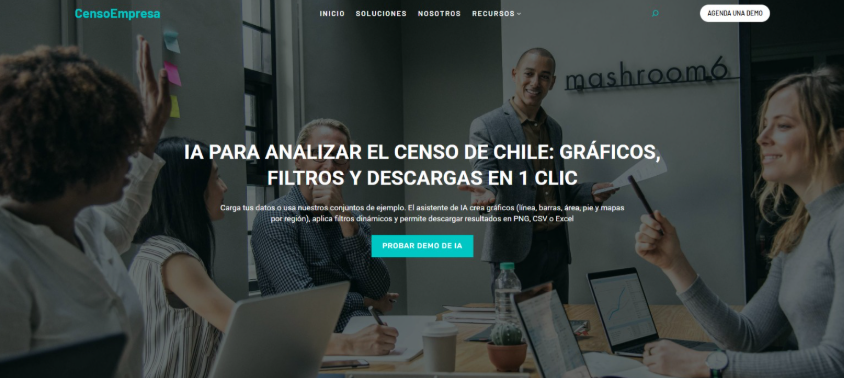 CensoEmpresa
INICIO SOLUCIONES NOSOTROS RECURSOS
AGENDA UNA DEMO
mashroom6
IA PARA ANALIZAR EL CENSO DE CHILE: GRÁFICOS,
FILTROS Y DESCARGAS EN 1 CLIC
Carga tus datos o usa nuestros conjuntos de ejemplo. El asistente de IA crea gráficos (línea, barras, área, pie y mapas
por región), aplica filtros dinámicos y permite descargar resultados en PNG, CSV o Excel
PROBAR DEMO DE IA